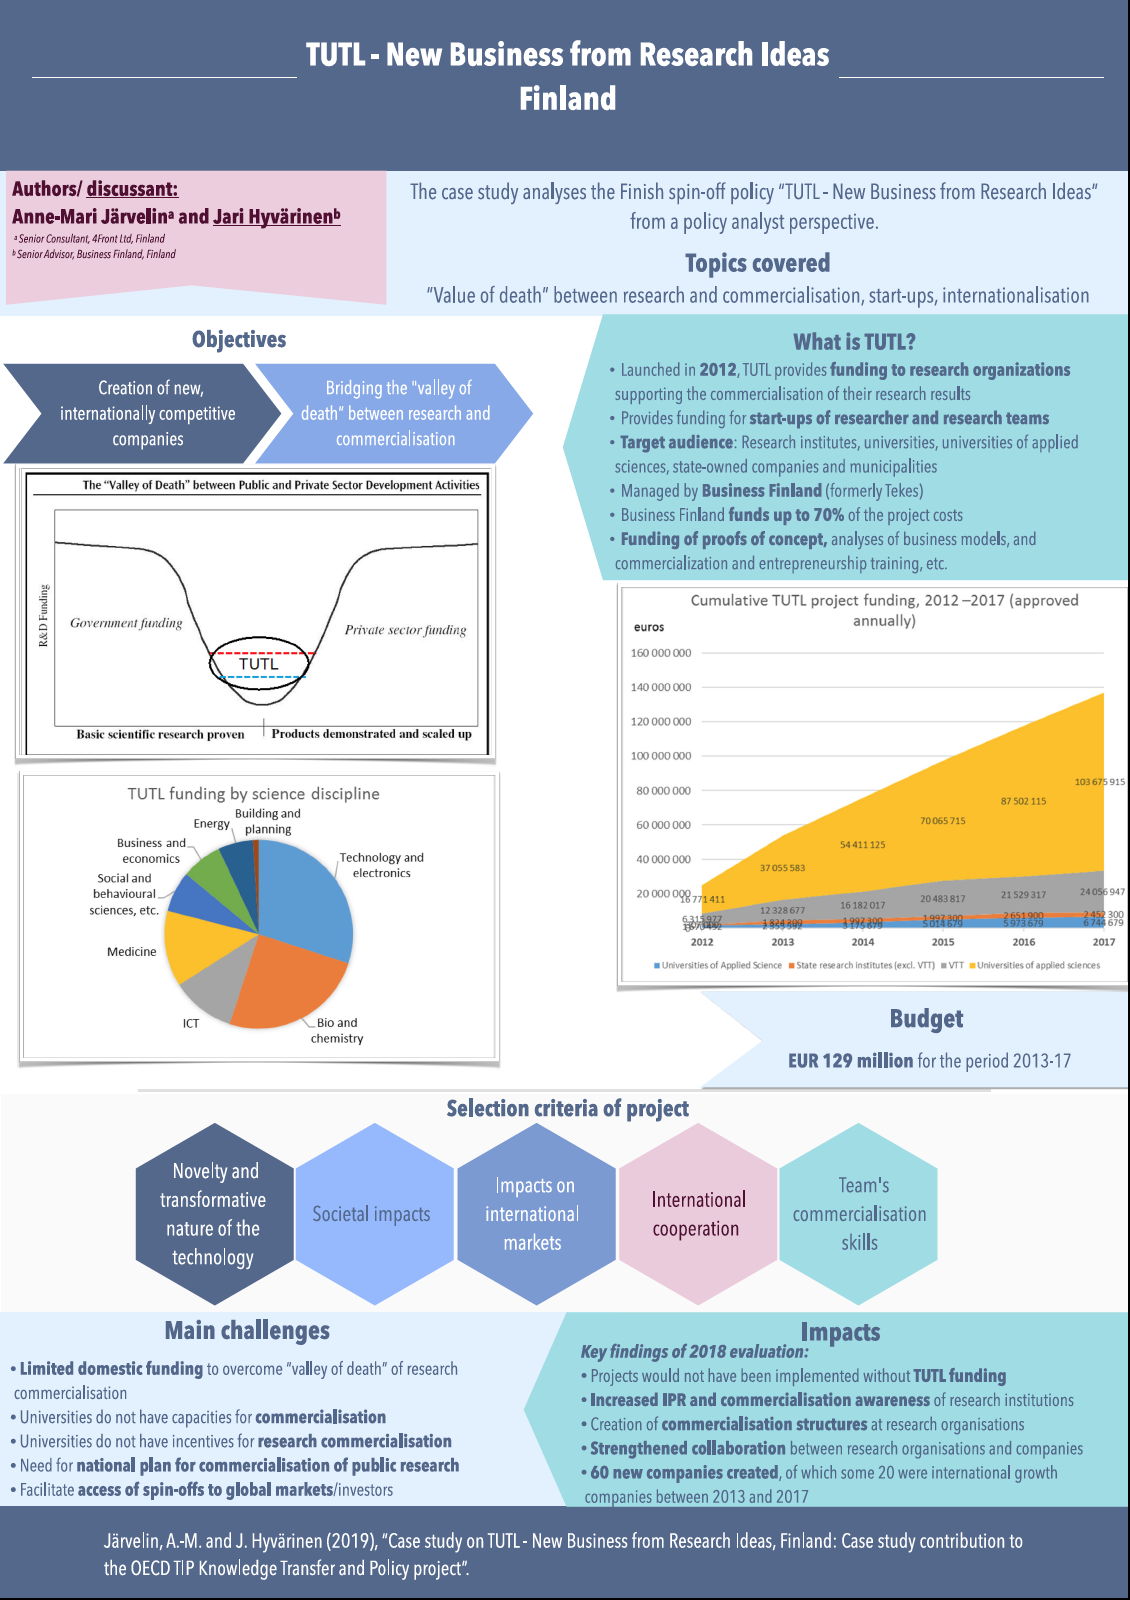 TUTL - New Business from Research Ideas
Finland
Authors/ discussant:
Anne-Mari Järvelinᵃ and Jari Hyvärinenᵇ
ᵃ Senior Consultant, 4Front Ltd, Finland
ᵇ Senior Advisor, Business Finland, Finland
The case study analyses the Finish spin-off policy "TUTL - New Business from Research Ideas"
from a policy analyst perspective.
Topics covered
"Value of death" between research and commercialisation, start-ups, internationalisation
Objectives
Creation of new,
internationally competitive
companies
Bridging the "valley of
death" between research and
commercialisation
The "Valley of Death" between Public and Private Sector Development Activities
R&D Funding
Government funding
Private sector funding
TUTL
Basic scientific research proven
Products demonstrated and scaled up
TUTL funding by science discipline
Building and
planning
Energy
Business and
economics
Social and
behavioural
sciences, etc.
Medicine
ICT
Bio and
chemistry
Technology and
electronics
What is TUTL?
• Launched in 2012, TUTL provides funding to research organizations
supporting the commercialisation of their research results
• Provides funding for start-ups of researcher and research teams
• Target audience: Research institutes, universities, universities of applied
sciences, state-owned companies and municipalities
• Managed by Business Finland (formerly Tekes)
• Business Finland funds up to 70% of the project costs
• Funding of proofs of concept, analyses of business models, and
commercialization and entrepreneurship training, etc.
Cumulative TUTL project funding, 2012 –2017 (approved
annually)
euros
160 000 000
140 000 000
120 000 000
100 000 000
80 000 000
60 000 000
40 000 000
20 000 000
16 771 411
37 055 583
54 411 125
70 065 715
87 502 115
103 675 915
6 315 977
12 328 677
16 182 017
20 483 817
21 529 317
24 056 947
1 824 300
1 997 300
1 997 300
2 651 900
2 452 300
2 355 592
3 175 679
5 014 679
5 973 679
6 744 679
2012
2013
2014
2015
2016
2017
Universities of Applied Science
State research institutes (excl. VTT)
VTT
Universities of applied sciences
Budget
EUR 129 million for the period 2013-17
Selection criteria of project
Novelty and
transformative
nature of the
technology
Societal impacts
Impacts on
international
markets
International
cooperation
Team's
commercialisation
skills
Main challenges
• Limited domestic funding to overcome "valley of death" of research
commercialisation
• Universities do not have capacities for commercialisation
• Universities do not have incentives for research commercialisation
• Need for national plan for commercialisation of public research
• Facilitate access of spin-offs to global markets/investors
Impacts
Key findings of 2018 evaluation:
• Projects would not have been implemented without TUTL funding
• Increased IPR and commercialisation awareness of research institutions
• Creation of commercialisation structures at research organisations
• Strengthened collaboration between research organisations and companies
• 60 new companies created, of which some 20 were international growth
companies between 2013 and 2017
Järvelin, A.-M. and J. Hyvärinen (2019), "Case study on TUTL - New Business from Research Ideas, Finland: Case study contribution to
the OECD TIP Knowledge Transfer and Policy project".